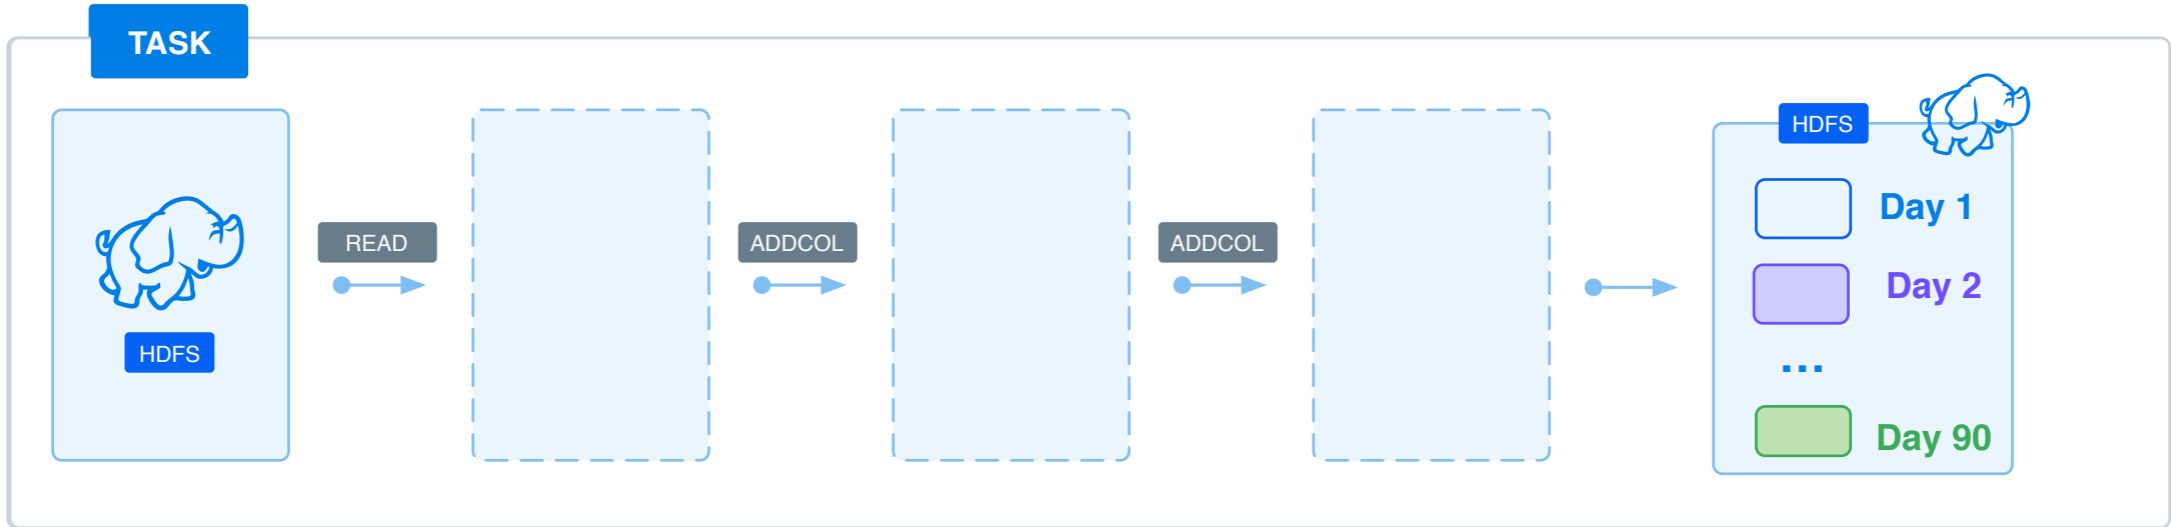 TASK
HDFS
READ
ADDCOL
ADDCOL
HDFS
Day 1
Day 2
...
Day 90